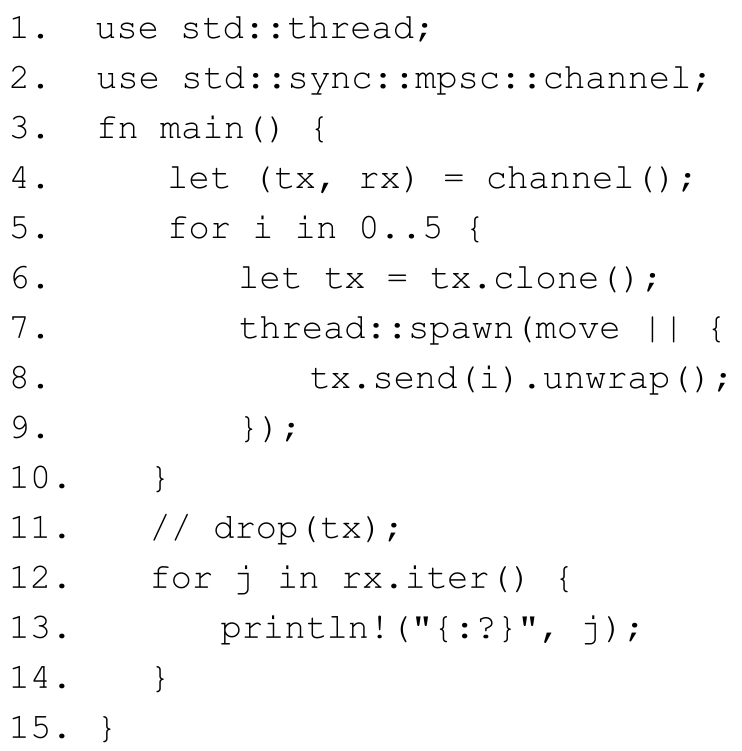 1.  use std::thread;
2.  use std::sync::mpsc::channel;
3.  fn main() {
4.      let (tx, rx) = channel();
5.      for i in 0..5 {
6.          let tx = tx.clone();
7.          thread::spawn(move || {
8.              tx.send(i).unwrap();
9.          });
10.    }
11.    // drop(tx);
12.    for j in rx.iter() {
13.        println!("{:?}", j);
14.    }
15. }